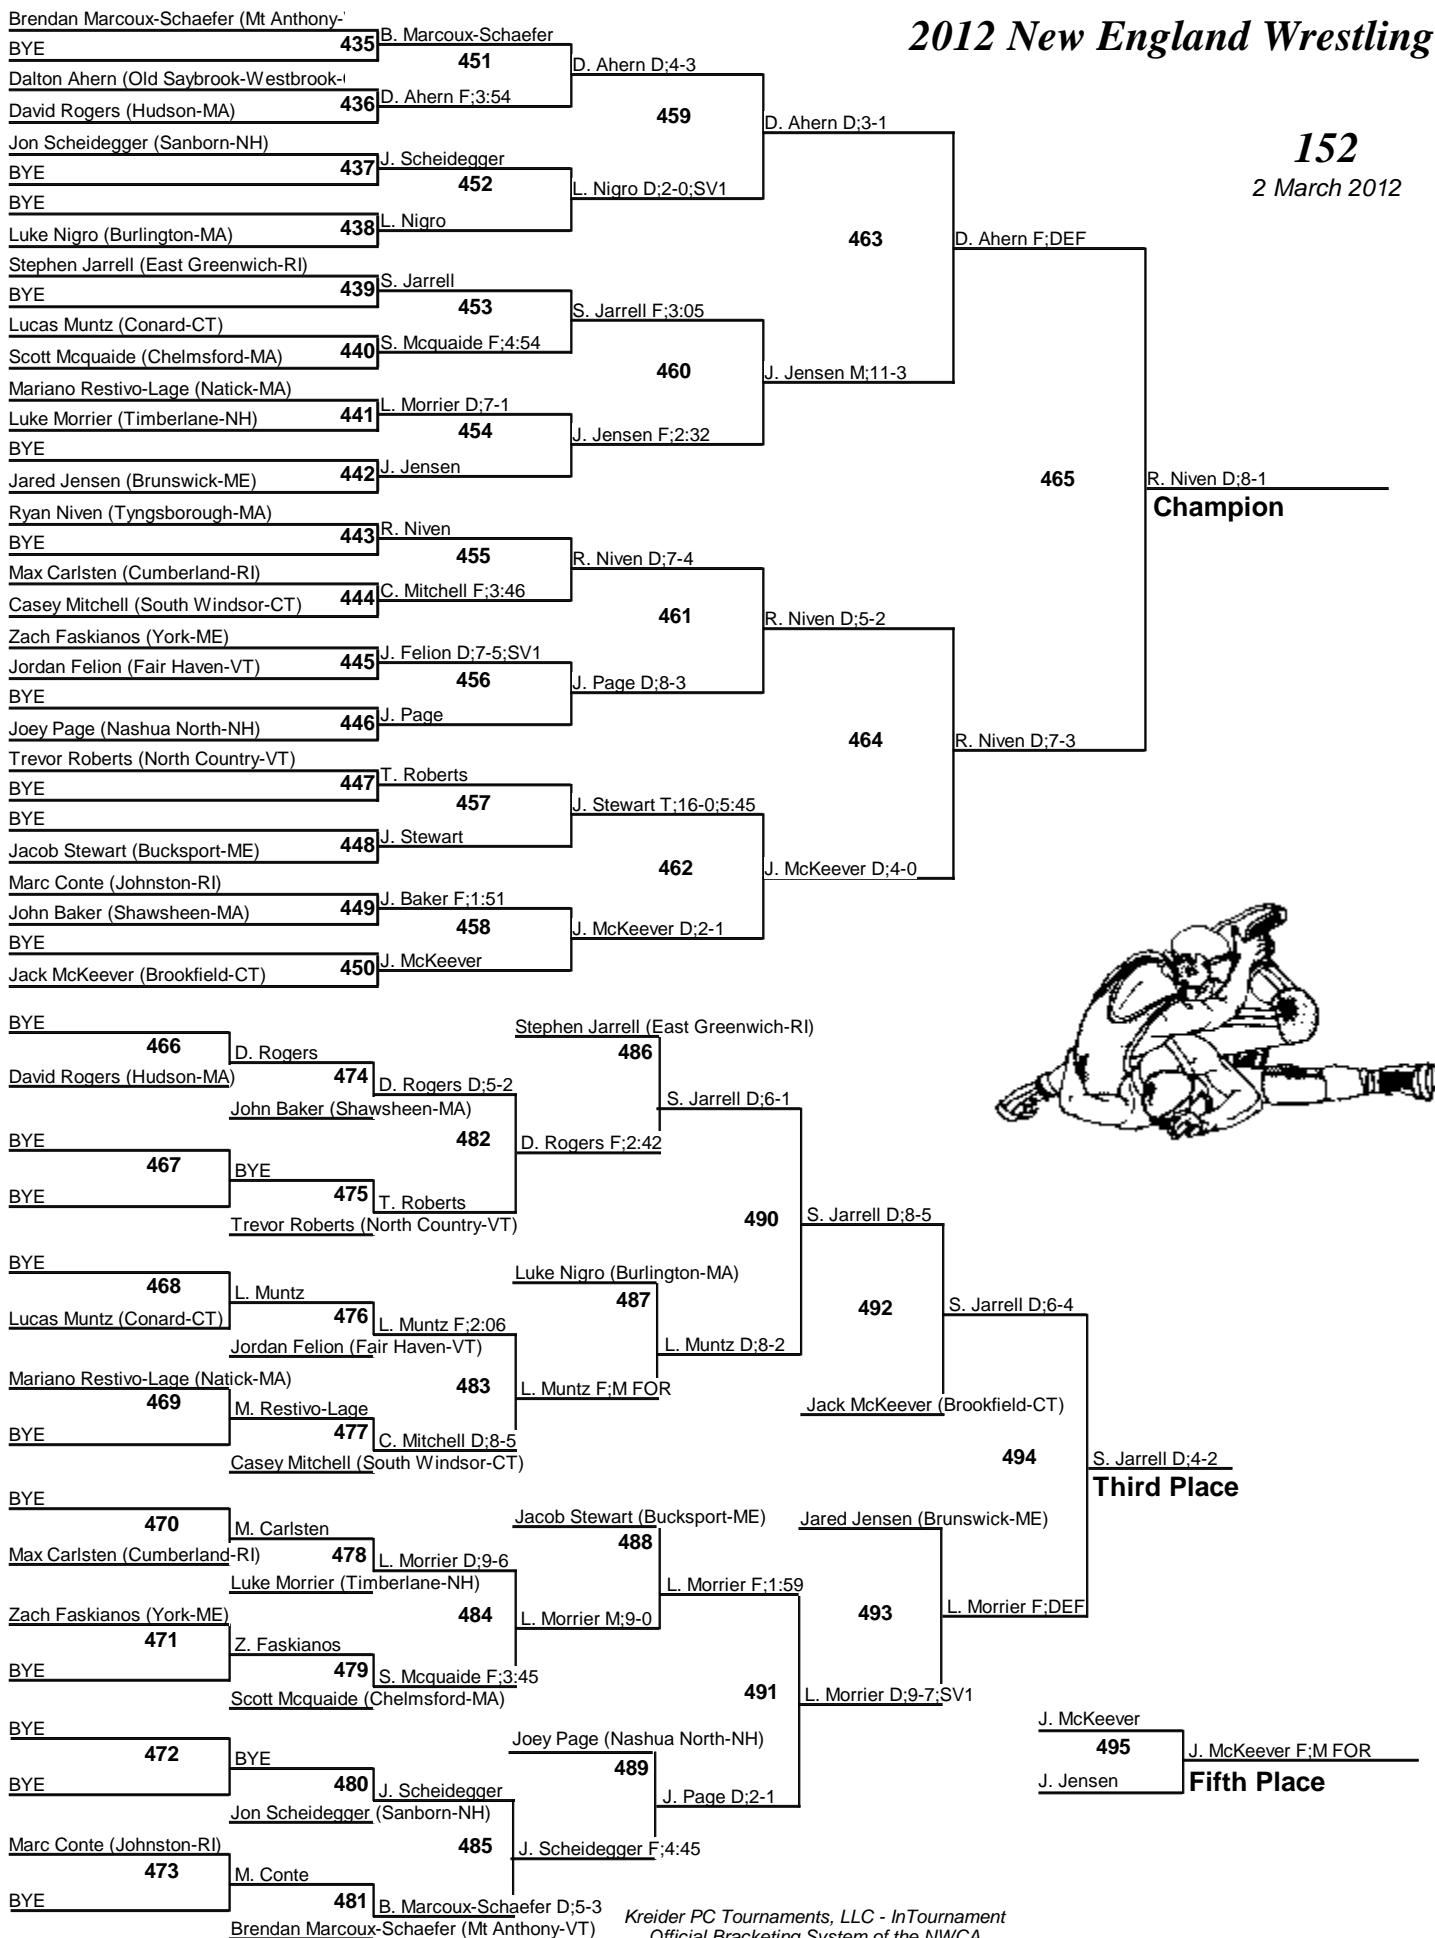 2012 New England Wrestling
152
2 March 2012
Brendan Marcoux-Schaefer (Mt Anthony-
BYE
435
B. Marcoux-Schaefer
451
Dalton Ahern (Old Saybrook-Westbrook-
David Rogers (Hudson-MA)
436
D. Ahern F;3:54
D. Ahern D;4-3
459
Jon Scheidegger (Sanborn-NH)
BYE
437
J. Scheidegger
452
BYE
Luke Nigro (Burlington-MA)
438
L. Nigro
L. Nigro D;2-0;SV1
D. Ahern D;3-1
463
Stephen Jarrell (East Greenwich-RI)
BYE
439
S. Jarrell
453
Lucas Muntz (Conard-CT)
Scott Mcquaide (Chelmsford-MA)
440
S. Mcquaide F;4:54
S. Jarrell F;3:05
460
Mariano Restivo-Lage (Natick-MA)
Luke Morrier (Timberlane-NH)
441
L. Morrier D;7-1
454
BYE
Jared Jensen (Brunswick-ME)
442
J. Jensen
J. Jensen F;2:32
J. Jensen M;11-3
D. Ahern F;DEF
465
R. Niven D;8-1
Champion
Ryan Niven (Tyngsborough-MA)
BYE
443
R. Niven
455
Max Carlsten (Cumberland-RI)
Casey Mitchell (South Windsor-CT)
444
C. Mitchell F;3:46
R. Niven D;7-4
461
Zach Faskianos (York-ME)
Jordan Felion (Fair Haven-VT)
445
J. Felion D;7-5;SV1
456
BYE
Joey Page (Nashua North-NH)
446
J. Page
J. Page D;8-3
R. Niven D;5-2
464
R. Niven D;7-3
Trevor Roberts (North Country-VT)
BYE
447
T. Roberts
457
BYE
Jacob Stewart (Bucksport-ME)
448
J. Stewart
J. Stewart T;16-0;5:45
462
J. McKeever D;4-0
Marc Conte (Johnston-RI)
John Baker (Shawsheen-MA)
449
J. Baker F;1:51
458
BYE
Jack McKeever (Brookfield-CT)
450
J. McKeever
J. McKeever D;2-1
BYE
466
David Rogers (Hudson-MA)
D. Rogers
474
John Baker (Shawsheen-MA)
D. Rogers D;5-2
482
BYE
467
BYE
BYE
475
Trevor Roberts (North Country-VT)
T. Roberts
D. Rogers F;2:42
Stephen Jarrell (East Greenwich-RI)
486
S. Jarrell D;6-1
490
BYE
468
Lucas Muntz (Conard-CT)
L. Muntz
476
Jordan Felion (Fair Haven-VT)
L. Muntz F;2:06
483
Mariano Restivo-Lage (Natick-MA)
469
BYE
M. Restivo-Lage
477
Casey Mitchell (South Windsor-CT)
C. Mitchell D;8-5
L. Muntz F;M FOR
Luke Nigro (Burlington-MA)
487
L. Muntz D;8-2
S. Jarrell D;8-5
492
Jack McKeever (Brookfield-CT)
S. Jarrell D;6-4
494
S. Jarrell D;4-2
Third Place
BYE
470
Max Carlsten (Cumberland-RI)
M. Carlsten
478
Luke Morrier (Timberlane-NH)
L. Morrier D;9-6
484
Zach Faskianos (York-ME)
471
BYE
Z. Faskianos
479
Scott Mcquaide (Chelmsford-MA)
S. Mcquaide F;3:45
L. Morrier M;9-0
Jacob Stewart (Bucksport-ME)
488
L. Morrier F;1:59
491
Jared Jensen (Brunswick-ME)
493
L. Morrier F;DEF
L. Morrier D;9-7;SV1
BYE
472
BYE
BYE
480
Jon Scheidegger (Sanborn-NH)
J. Scheidegger
485
Marc Conte (Johnston-RI)
473
BYE
M. Conte
481
Brendan Marcoux-Schaefer (Mt Anthony-VT)
B. Marcoux-Schaefer D;5-3
J. Scheidegger F;4:45
Joey Page (Nashua North-NH)
489
J. Page D;2-1
J. McKeever
495
J. Jensen
J. McKeever F;M FOR
Fifth Place
Kreider PC Tournaments, LLC - InTournament
Official Bracketing System of the NWCA